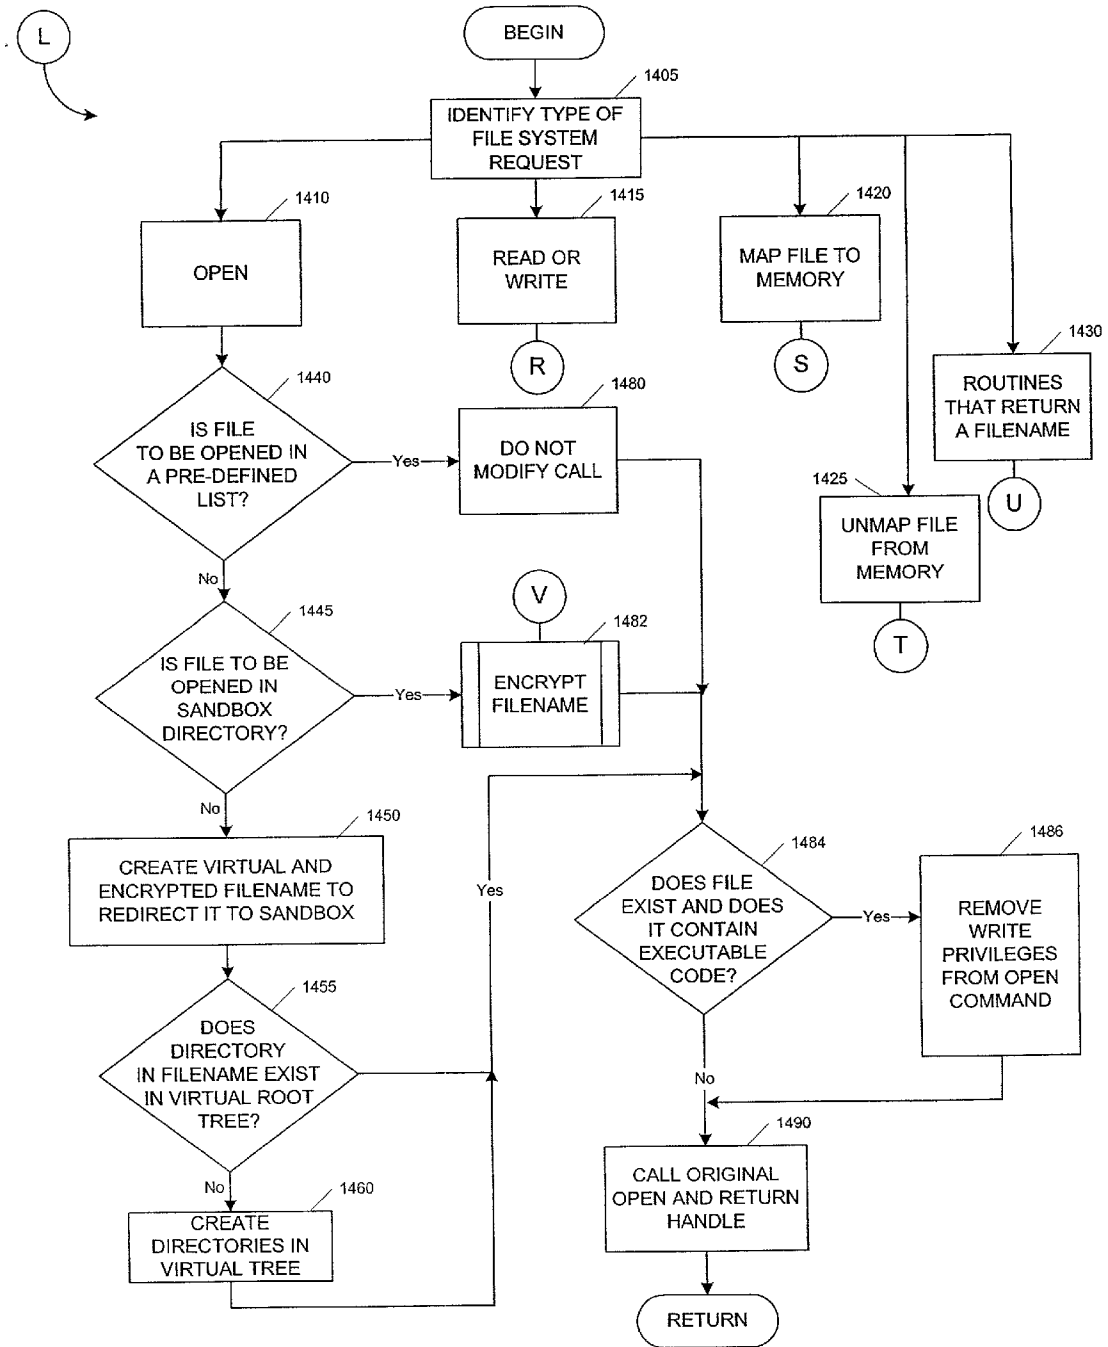 L
BEGIN
1405
IDENTIFY TYPE OF
FILE SYSTEM
REQUEST
1410
OPEN
1415
READ OR
WRITE
R
1420
MAP FILE TO
MEMORY
S
1430
ROUTINES
THAT RETURN
A FILENAME
U
1425
UNMAP FILE
FROM
MEMORY
T
1440
IS FILE
TO BE OPENED IN
A PRE-DEFINED
LIST?
Yes
1480
DO NOT
MODIFY CALL
No
1445
IS FILE TO BE
OPENED IN
SANDBOX
DIRECTORY?
Yes
V
1482
ENCRYPT
FILENAME
No
1450
CREATE VIRTUAL AND
ENCRYPTED FILENAME TO
REDIRECT IT TO SANDBOX
1455
DOES
DIRECTORY
IN FILENAME EXIST
IN VIRTUAL ROOT
TREE?
Yes
No
1460
CREATE
DIRECTORIES IN
VIRTUAL TREE
1484
DOES FILE
EXIST AND DOES
IT CONTAIN
EXECUTABLE
CODE?
Yes
1486
REMOVE
WRITE
PRIVILEGES
FROM OPEN
COMMAND
No
1490
CALL ORIGINAL
OPEN AND RETURN
HANDLE
RETURN